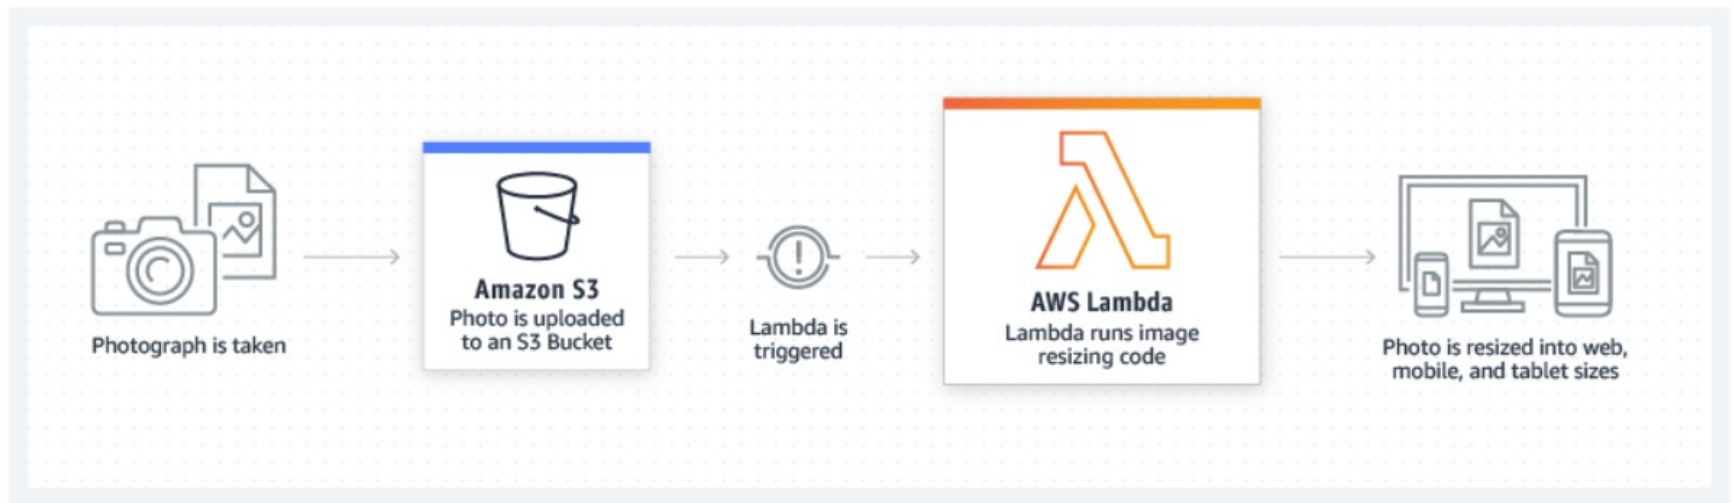 Photograph is taken
Amazon S3
Photo is uploaded
to an S3 Bucket
Lambda is
triggered
AWS Lambda
Lambda runs image
resizing code
Photo is resized into web,
mobile, and tablet sizes